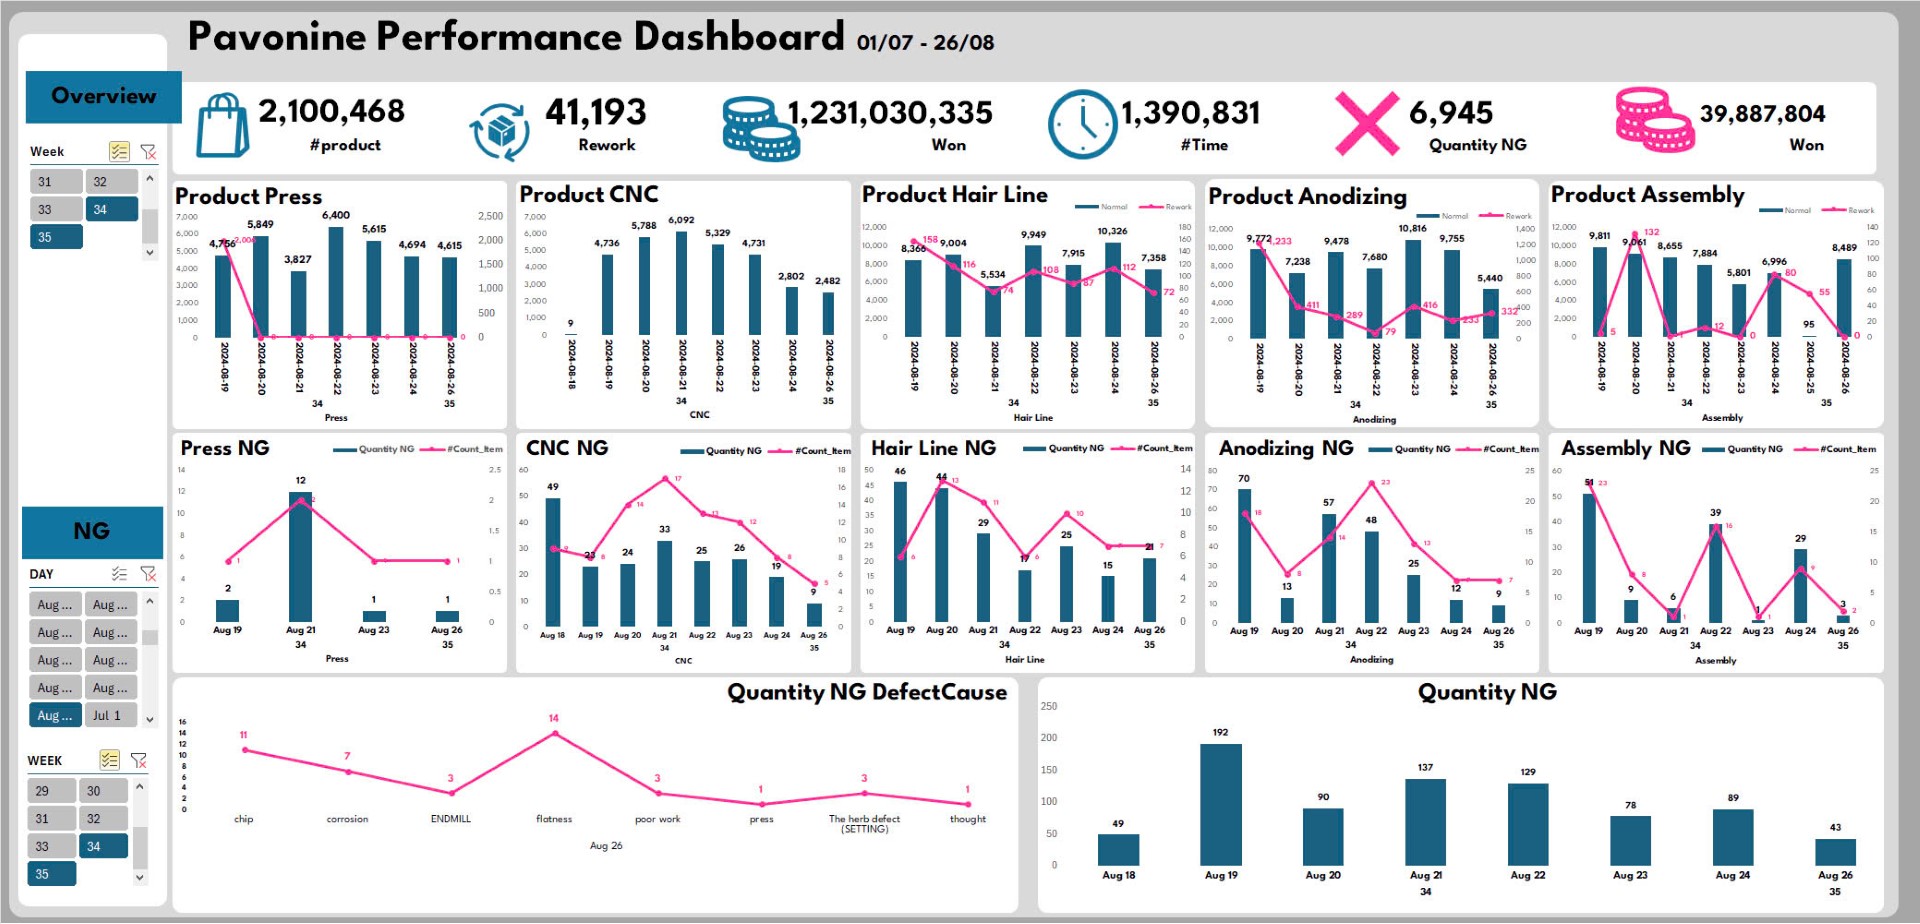 Pavonine Performance Dashboard 01/07 - 26/08
Overview
2,100,468
#product
41,193
Rework
1,231,030,335
Won
1,390,831
#Time
6,945
Quantity NG
39,887,804
Won
Week
31 32
33 34
35
Product Press
7,000
6,000
5,000
4,000
3,000
2,000
1,000
0
2,500
2,000
1,500
1,000
500
0
4,756 5,849 3,827 6,400 5,615 4,694 4,615
2,000 0 0 0 0 0 0
2024-08-19 2024-08-20 2024-08-21 2024-08-22 2024-08-23 2024-08-24 2024-08-26
34 35
Press
Product CNC
7,000
6,000
5,000
4,000
3,000
2,000
1,000
0
9 4,736 5,788 6,092 5,329 4,731 2,802 2,482
2024-08-18 2024-08-19 2024-08-20 2024-08-21 2024-08-22 2024-08-23 2024-08-24 2024-08-26
34 35
CNC
Product Hair Line
Normal Rework
12,000
10,000
8,000
6,000
4,000
2,000
0
180
160
140
120
100
80
60
40
20
0
8,366 9,004 5,534 9,949 7,915 10,326 7,358
158 116 74 108 87 112 72
2024-08-19 2024-08-20 2024-08-21 2024-08-22 2024-08-23 2024-08-24 2024-08-26
34 35
Hair Line
Product Anodizing
Normal Rework
12,000
10,000
8,000
6,000
4,000
2,000
0
1,400
1,200
1,000
800
600
400
200
0
9,772 7,238 9,478 7,680 10,816 9,755 5,440
1,233 411 289 79 416 233 332
2024-08-19 2024-08-20 2024-08-21 2024-08-22 2024-08-23 2024-08-24 2024-08-26
34 35
Anodizing
Product Assembly
Normal Rework
12,000
10,000
8,000
6,000
4,000
2,000
0
140
120
100
80
60
40
20
0
9,811 9,061 8,655 7,884 5,801 6,996 95 8,489
5 132 1 12 0 80 55 0
2024-08-19 2024-08-20 2024-08-21 2024-08-22 2024-08-23 2024-08-24 2024-08-25 2024-08-26
34 35
Assembly
NG
DAY
Aug ... Aug ...
Aug ... Aug ...
Aug ... Aug ...
Aug ... Aug ...
Aug ... Jul 1
WEEK
29 30
31 32
33 34
35
Press NG
Quantity NG #Count_Item
14
12
10
8
6
4
2
0
2.5
2
1.5
1
0.5
0
2 12 1 1
1 2 1 1
Aug 19 Aug 21 Aug 23 Aug 26
34 35
Press
CNC NG
Quantity NG #Count_Item
60
50
40
30
20
10
0
18
16
14
12
10
8
6
4
2
0
49 23 24 33 25 26 19 9
9 8 14 17 13 12 8 5
Aug 18 Aug 19 Aug 20 Aug 21 Aug 22 Aug 23 Aug 24 Aug 26
34 35
CNC
Hair Line NG
Quantity NG #Count_Item
50
45
40
35
30
25
20
15
10
5
0
14
12
10
8
6
4
2
0
46 44 29 17 25 15 21
6 13 11 6 10 7 7
Aug 19 Aug 20 Aug 21 Aug 22 Aug 23 Aug 24 Aug 26
34 35
Hair Line
Anodizing NG
Quantity NG #Count_Item
80
70
60
50
40
30
20
10
0
25
20
15
10
5
0
70 13 57 48 25 12 9
18 8 14 23 13 7 7
Aug 19 Aug 20 Aug 21 Aug 22 Aug 23 Aug 24 Aug 26
34 35
Anodizing
Assembly NG
Quantity NG #Count_Item
60
50
40
30
20
10
0
25
20
15
10
5
0
51 9 6 39 1 29 3
23 8 1 16 1 9 2
Aug 19 Aug 20 Aug 21 Aug 22 Aug 23 Aug 24 Aug 26
34 35
Assembly
Quantity NG DefectCause
16
14
12
10
8
6
4
2
0
11 7 3 14 3 1 3 1
chip corrosion ENDMILL flatness poor work press The herb defect thought
(SETTING)
Aug 26
Quantity NG
250
200
150
100
50
0
49 192 90 137 129 78 89 43
Aug 18 Aug 19 Aug 20 Aug 21 Aug 22 Aug 23 Aug 24 Aug 26
34 35